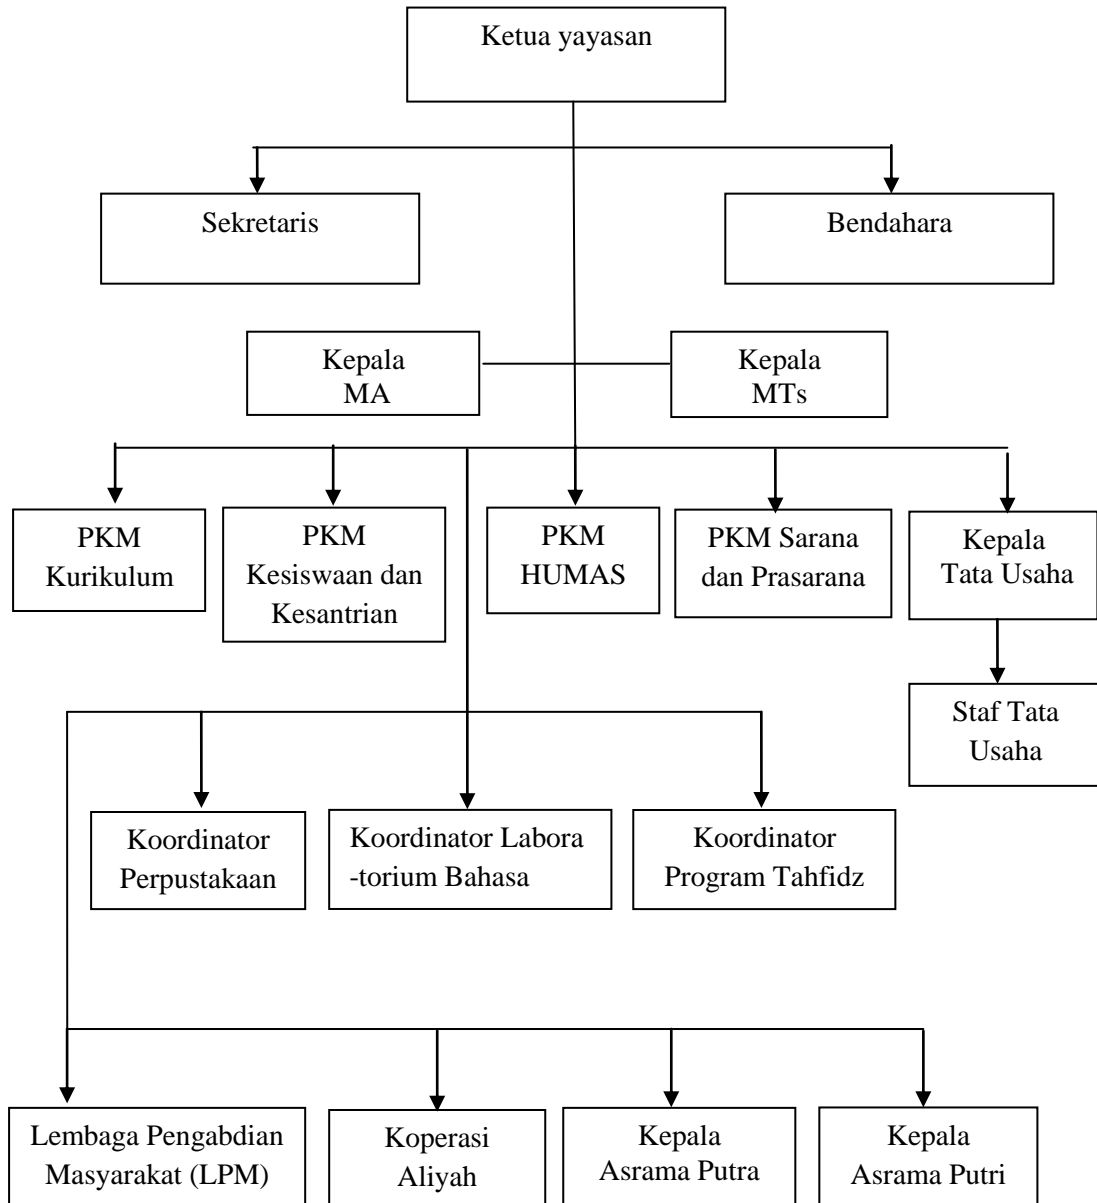 Ketua yayasan
Sekretaris
Bendahara
Kepala
MA
Kepala
MTs
PKM
Kurikulum
PKM
Kesiswaan dan
Kesantrian
PKM
HUMAS
PKM Sarana
dan Prasarana
Kepala
Tata Usaha
Staf Tata
Usaha
Koordinator
Perpustakaan
Koordinator Labora
-torium Bahasa
Koordinator
Program Tahfidz
Lembaga Pengabdian
Masyarakat (LPM)
Koperasi
Aliyah
Kepala
Asrama Putra
Kepala
Asrama Putri